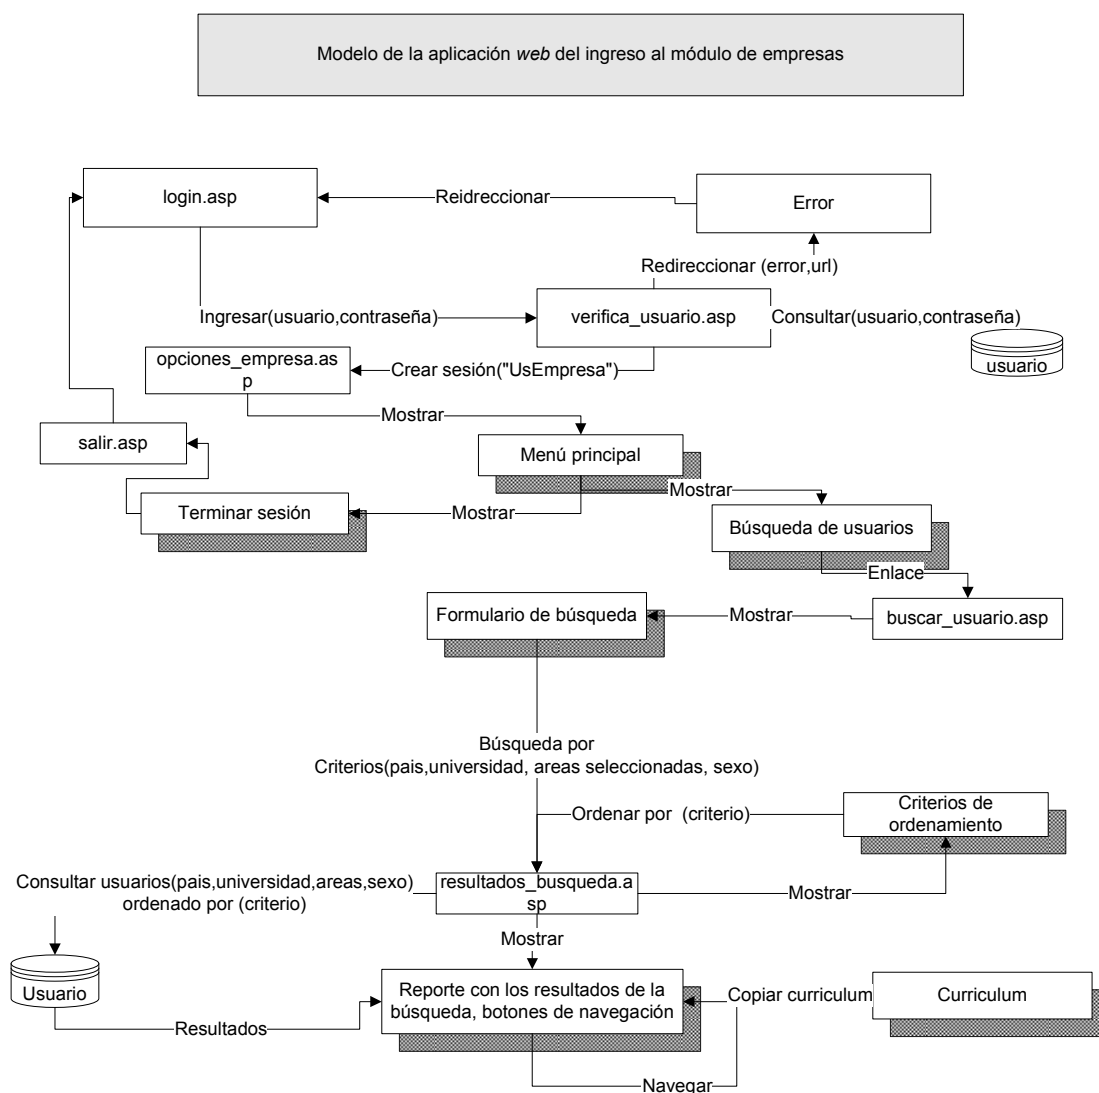 Modelo de la aplicación web del ingreso al módulo de empresas
login.asp
Reidreccionar
Error
Redireccionar (error,url)
Ingresar(usuario,contraseña)
verifica_usuario.asp
Consultar(usuario,contraseña)
usuario
opciones_empresa.as
p
Crear sesión("UsEmpresa")
Mostrar
salir.asp
Menú principal
Mostrar
Terminar sesión
Mostrar
Búsqueda de usuarios
Enlace
Formulario de búsqueda
Mostrar
buscar_usuario.asp
Búsqueda por
Criterios(pais,universidad, areas seleccionadas, sexo)
Ordenar por  (criterio)
Criterios de
ordenamiento
Consultar usuarios(pais,universidad,areas,sexo)
ordenado por (criterio)
resultados_busqueda.a
sp
Mostrar
Mostrar
Usuario
Reporte con los resultados de la
búsqueda, botones de navegación
Copiar curriculum
Curriculum
Resultados
Navegar